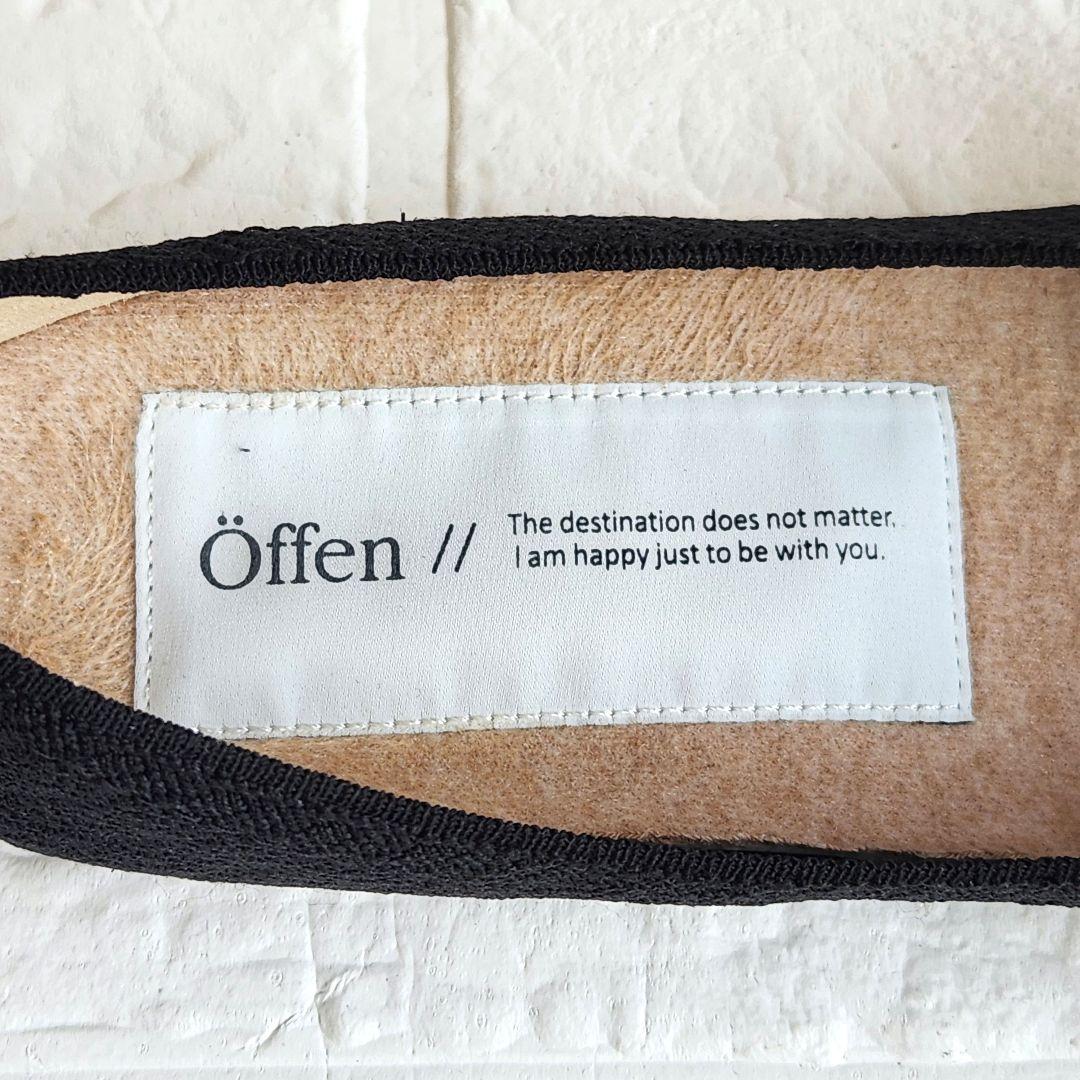 Öffen //
The destination does not matter.
I am happy just to be with you.